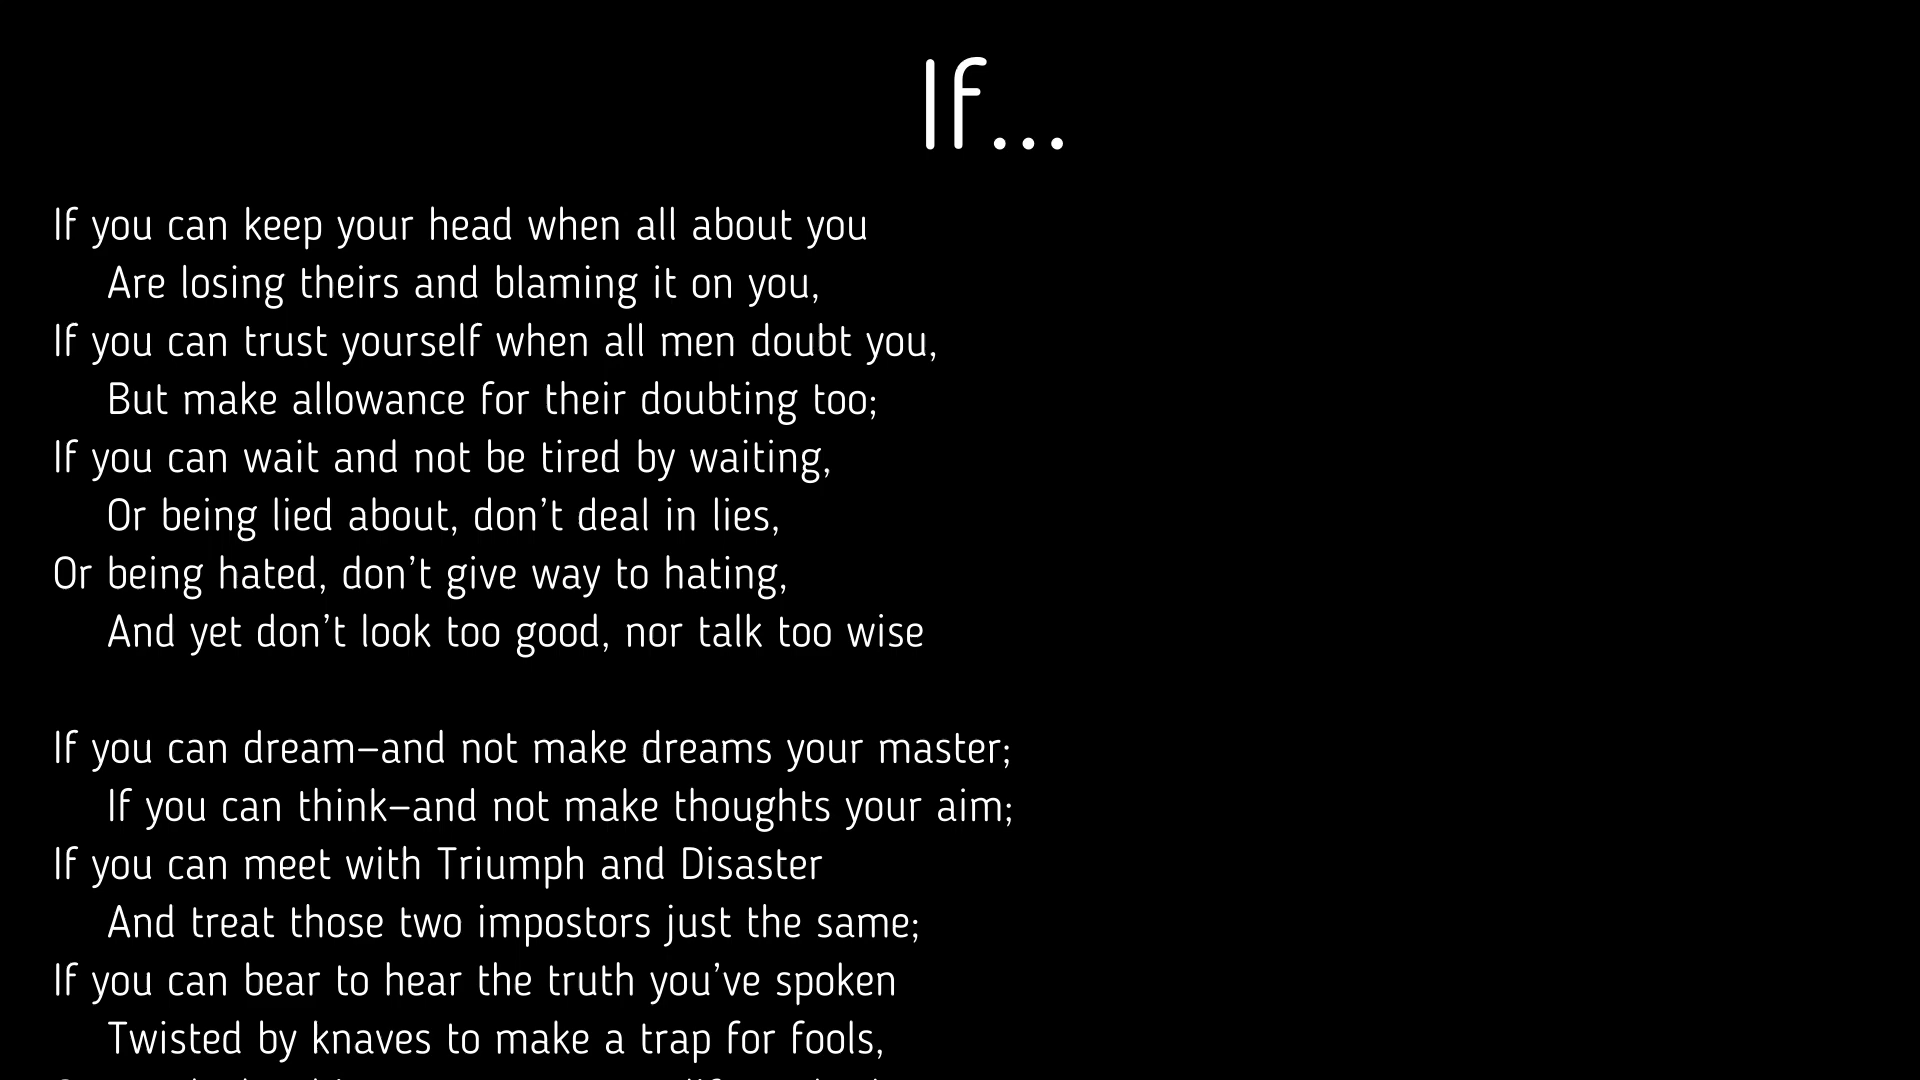 If...
If you can keep your head when all about you
Are losing theirs and blaming it on you,
If you can trust yourself when all men doubt you,
But make allowance for their doubting too;
If you can wait and not be tired by waiting,
Or being lied about, don’t deal in lies,
Or being hated, don’t give way to hating,
And yet don’t look too good, nor talk too wise
If you can dream—and not make dreams your master;
If you can think—and not make thoughts your aim;
If you can meet with Triumph and Disaster
And treat those two impostors just the same;
If you can bear to hear the truth you’ve spoken
Twisted by knaves to make a trap for fools,